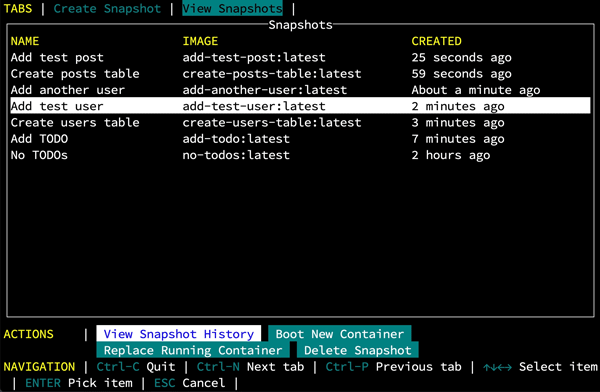 TABS | Create Snapshot | View Snapshots |
Snapshots
NAME IMAGE CREATED
Add test post add-test-post:latest 25 seconds ago
Create posts table create-posts-table:latest 59 seconds ago
Add another user add-another-user:latest About a minute ago
Add test user add-test-user:latest 2 minutes ago
Create users table create-users-table:latest 3 minutes ago
Add TODO add-todo:latest 7 minutes ago
No TODOs no-todos:latest 2 hours ago
ACTIONS | View Snapshot History Boot New Container
Replace Running Container Delete Snapshot
NAVIGATION | Ctrl-C Quit | Ctrl-N Next tab | Ctrl-P Previous tab | ↑↓←→ Select item
| ENTER Pick item | ESC Cancel |